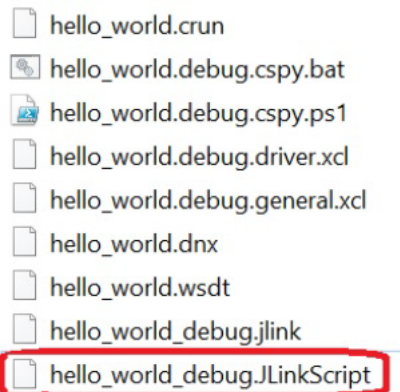 hello_world.crun
hello_world.debug.cspy.bat
hello_world.debug.cspy.ps1
hello_world.debug.driver.xcl
hello_world.debug.general.xcl
hello_world.dnx
hello_world.wsdt
hello_world_debug.jlink
hello_world_debug.JLinkScript